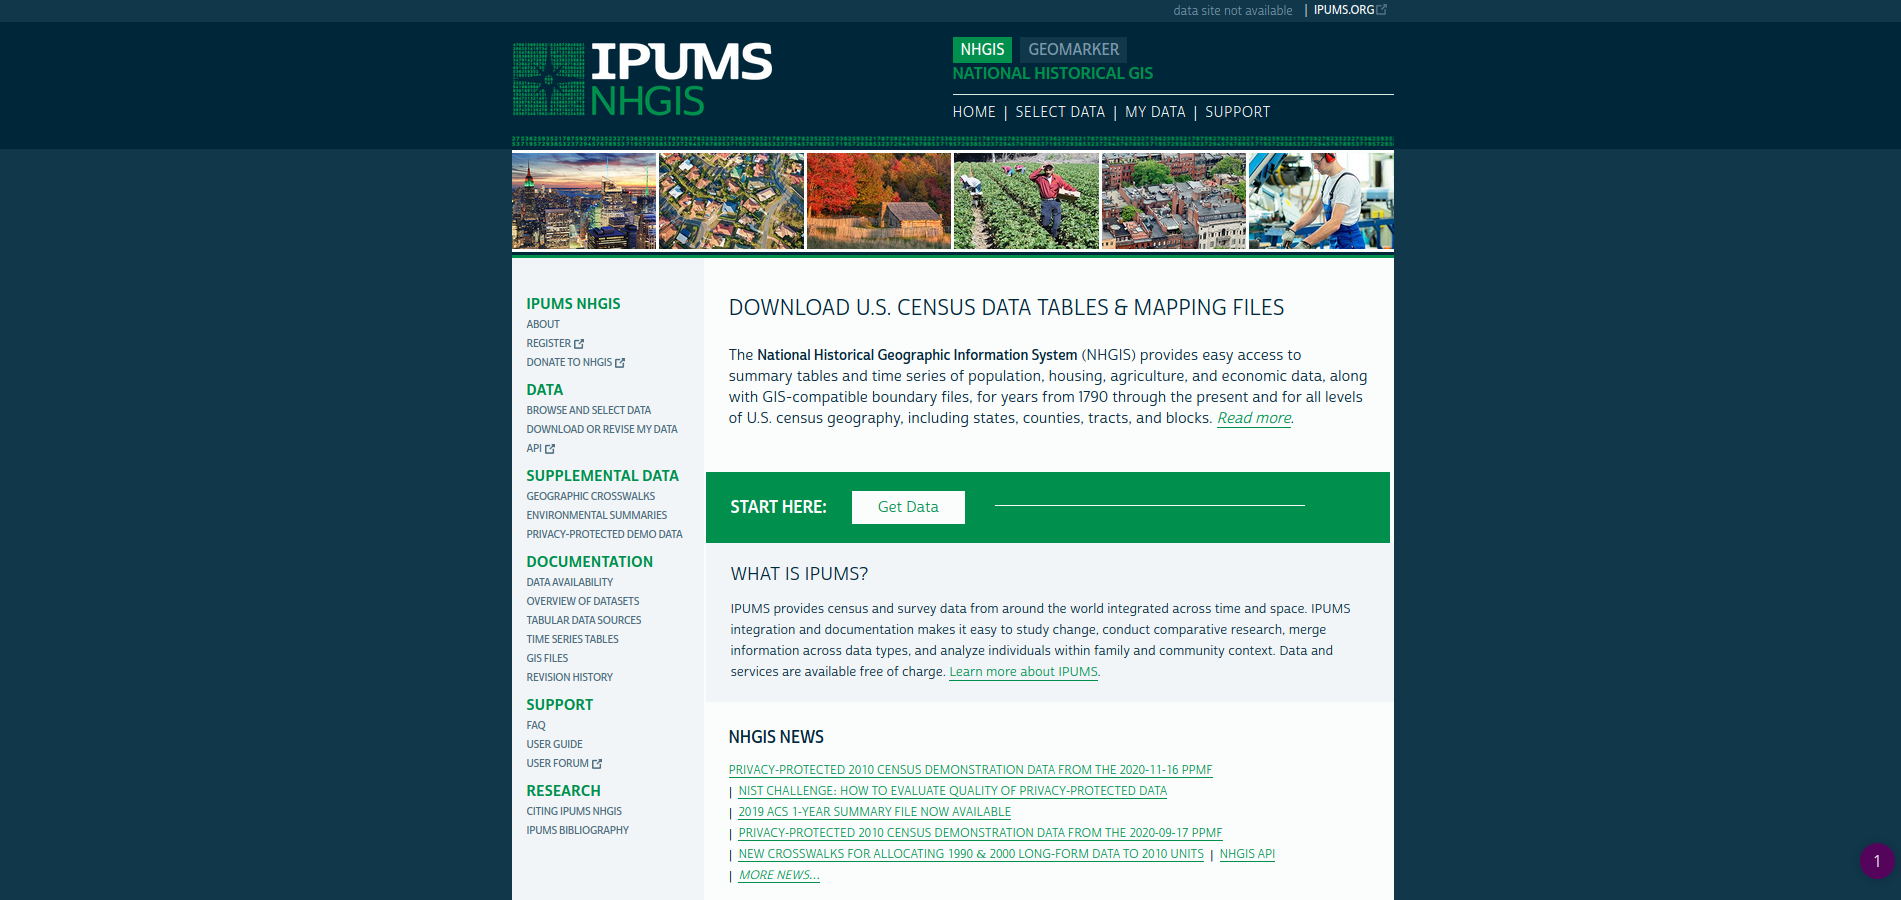 data site not available | IPUMS.ORG
IPUMS
NHGIS
NHGIS GEOMARKER
NATIONAL HISTORICAL GIS
HOME | SELECT DATA | MY DATA | SUPPORT
IPUMS NHGIS
ABOUT
REGISTER
DONATE TO NHGIS
DATA
BROWSE AND SELECT DATA
DOWNLOAD OR REVISE MY DATA
API
SUPPLEMENTAL DATA
GEOGRAPHIC CROSSWALKS
ENVIRONMENTAL SUMMARIES
PRIVACY-PROTECTED DEMO DATA
DOCUMENTATION
DATA AVAILABILITY
OVERVIEW OF DATASETS
TABULAR DATA SOURCES
TIME SERIES TABLES
GIS FILES
REVISION HISTORY
SUPPORT
FAQ
USER GUIDE
USER FORUM
RESEARCH
CITING IPUMS NHGIS
IPUMS BIBLIOGRAPHY
DOWNLOAD U.S. CENSUS DATA TABLES & MAPPING FILES
The National Historical Geographic Information System (NHGIS) provides easy access to
summary tables and time series of population, housing, agriculture, and economic data, along
with GIS-compatible boundary files, for years from 1790 through the present and for all levels
of U.S. census geography, including states, counties, tracts, and blocks. Read more.
START HERE: Get Data
WHAT IS IPUMS?
IPUMS provides census and survey data from around the world integrated across time and space. IPUMS
integration and documentation makes it easy to study change, conduct comparative research, merge
information across data types, and analyze individuals within family and community context. Data and
services are available free of charge. Learn more about IPUMS.
NHGIS NEWS
PRIVACY-PROTECTED 2010 CENSUS DEMONSTRATION DATA FROM THE 2020-11-16 PPMF
| NIST CHALLENGE: HOW TO EVALUATE QUALITY OF PRIVACY-PROTECTED DATA
| 2019 ACS 1-YEAR SUMMARY FILE NOW AVAILABLE
| PRIVACY-PROTECTED 2010 CENSUS DEMONSTRATION DATA FROM THE 2020-09-17 PPMF
| NEW CROSSWALKS FOR ALLOCATING 1990 & 2000 LONG-FORM DATA TO 2010 UNITS | NHGIS API
| MORE NEWS...
1